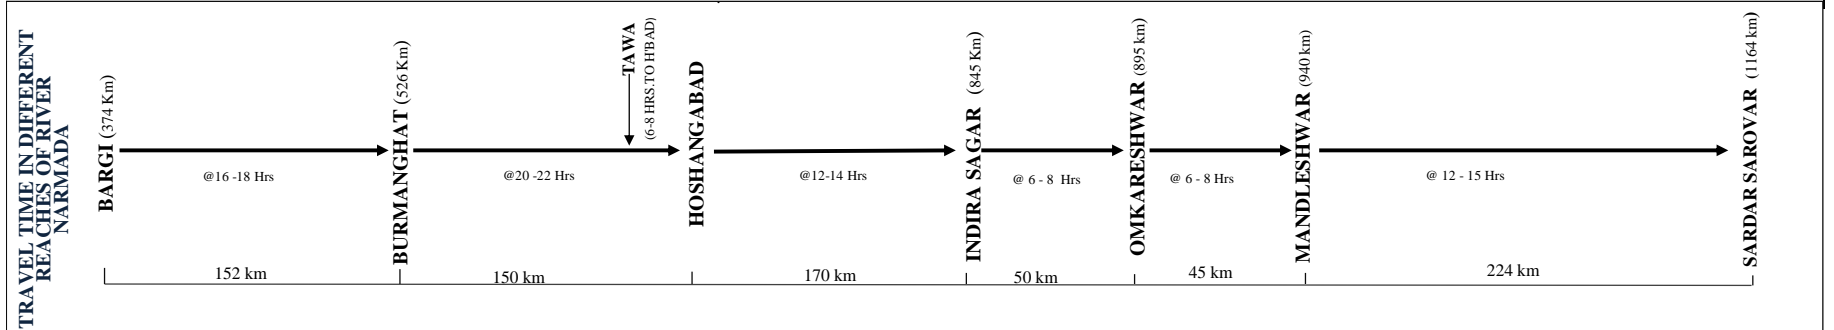 TRAVEL TIME IN DIFFERENT
REACHES OF RIVER
NARMADA
BARGI (374 Km)
BURMANGHAT (526 Km)
TAWA
(6-8 HRS.TO H'BAD)
HOSHANGABAD
INDIRA SAGAR (845 Km)
OMKARESHWAR (895 km)
MANDLESHWAR (940 km)
SARDAR SAROVAR (1164 km)
@16 -18 Hrs
@20 -22 Hrs
@12-14 Hrs
@ 6 - 8 Hrs
@ 6 - 8 Hrs
@ 12 - 15 Hrs
152 km
150 km
170 km
50 km
45 km
224 km